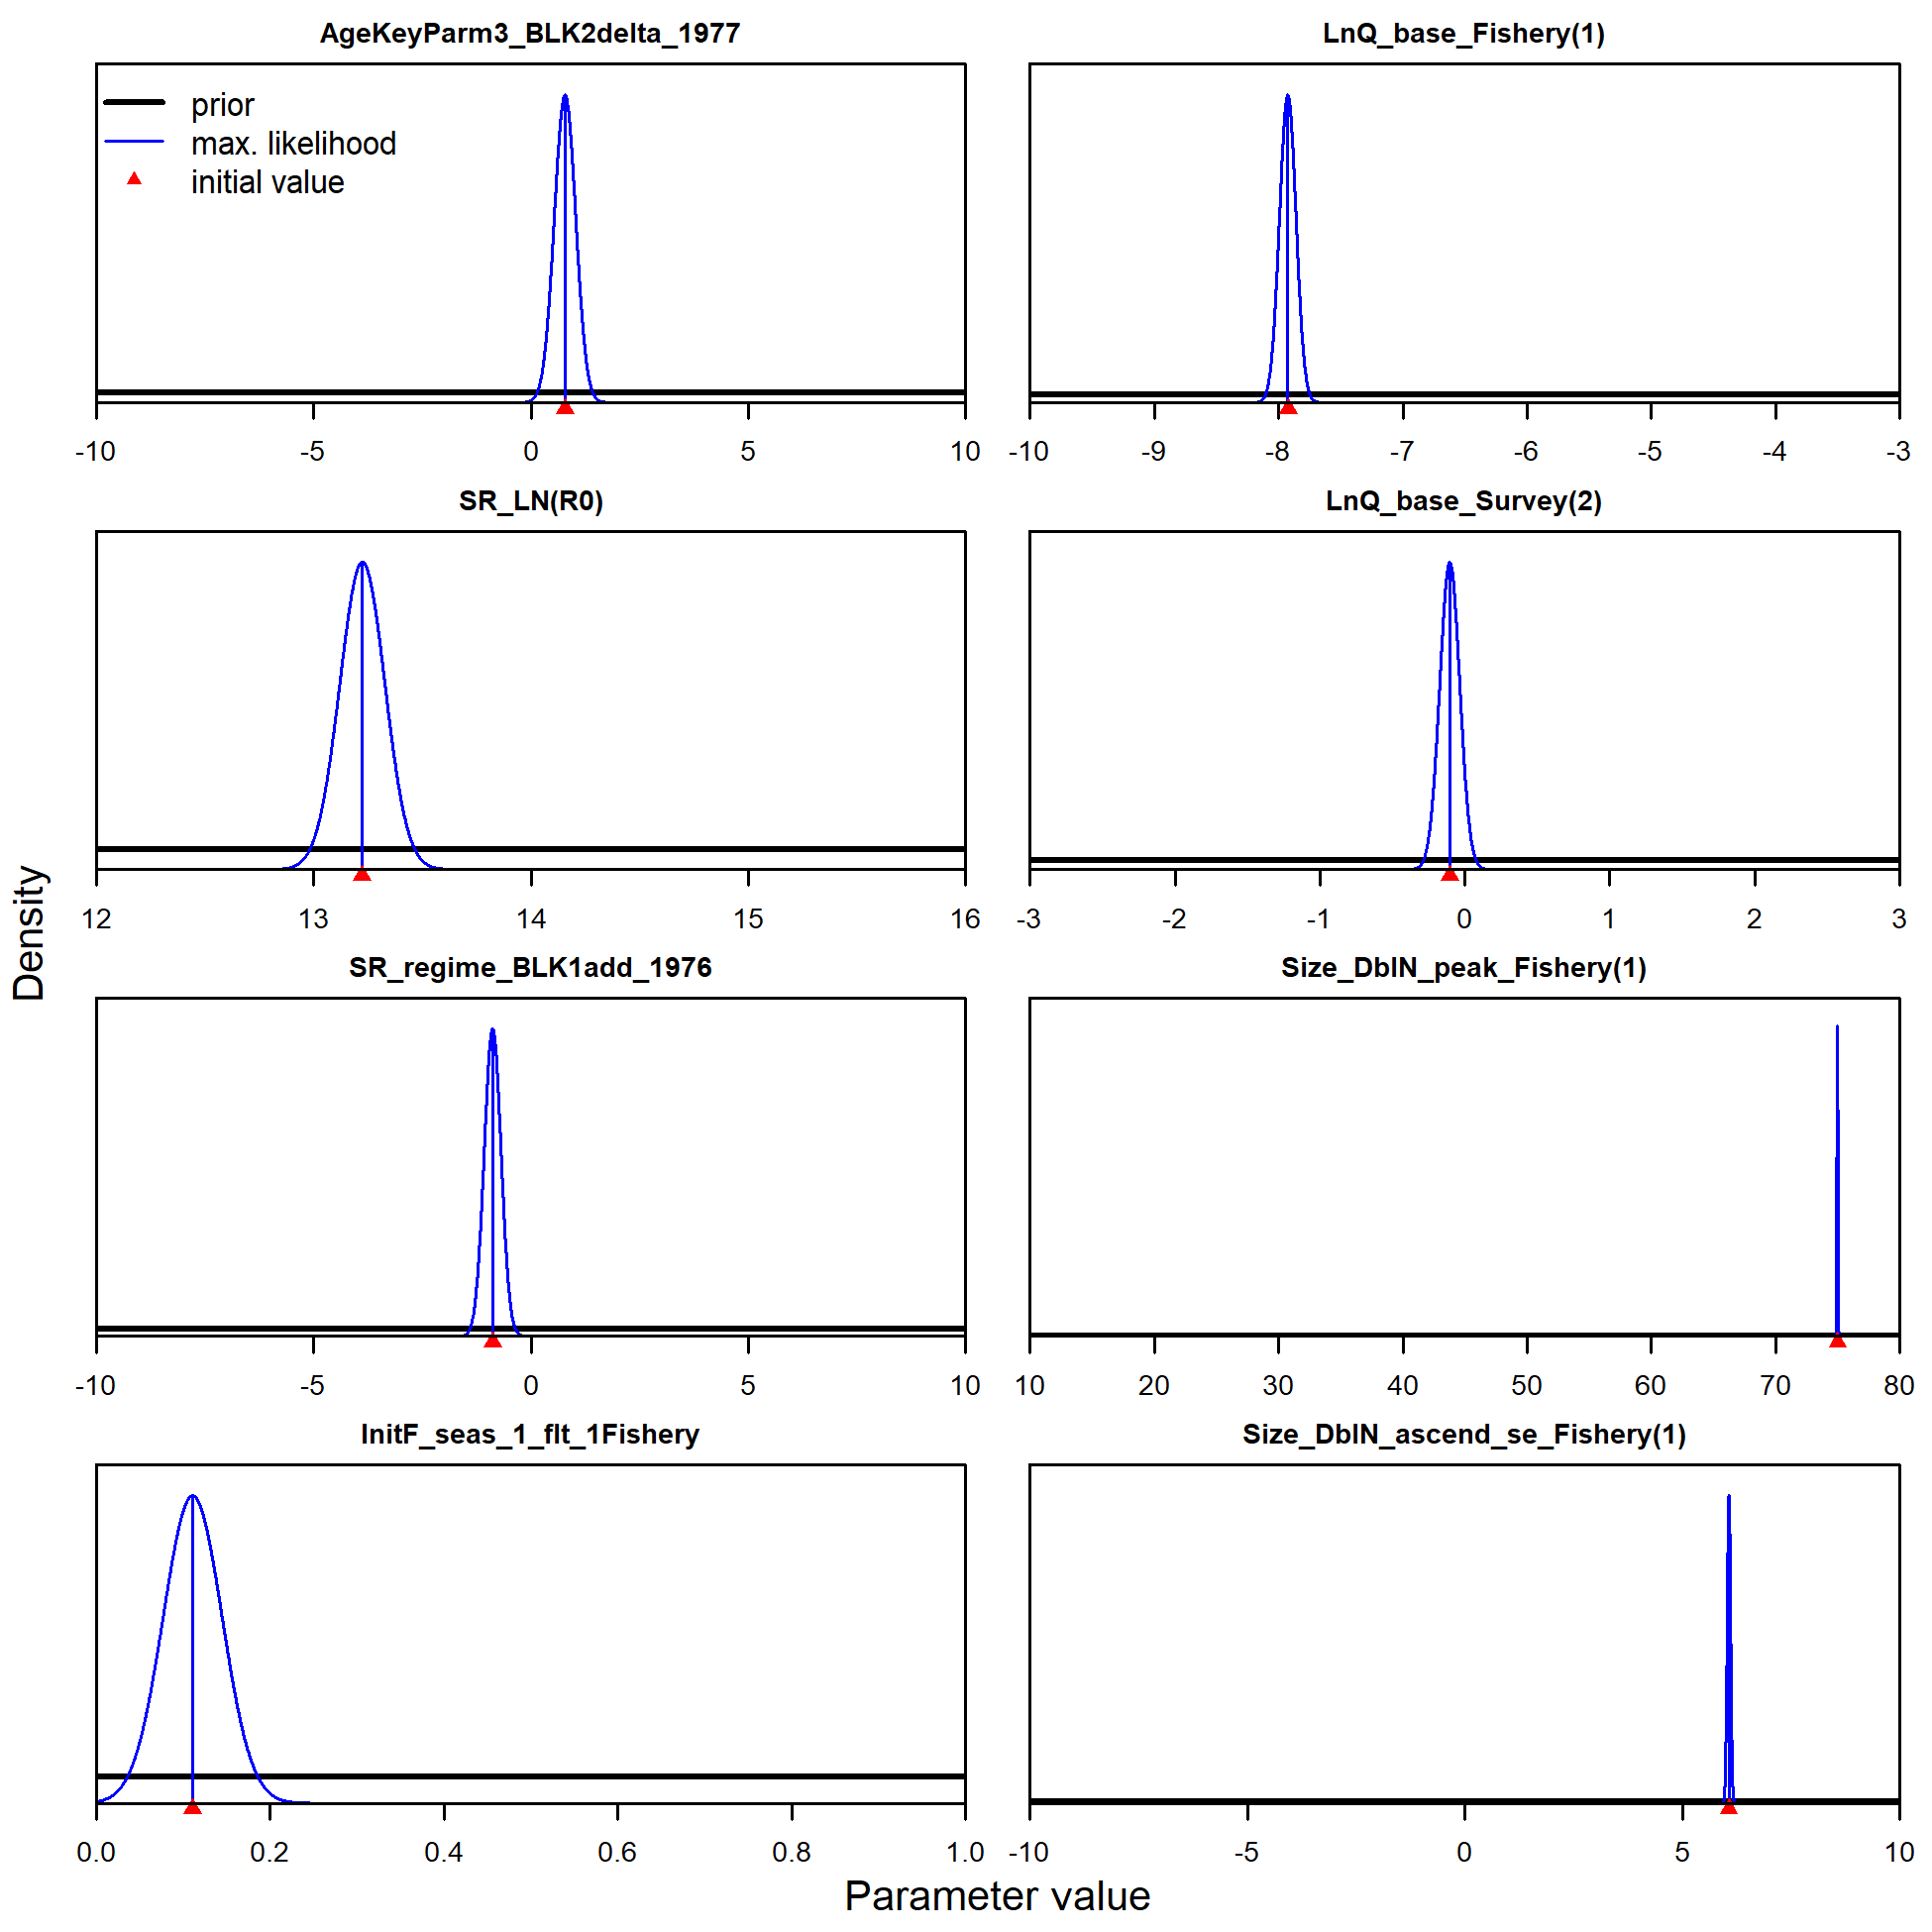 AgeKeyParm3_BLK2delta_1977
prior
max. likelihood
initial value
-10 -5 0 5 10
LnQ_base_Fishery(1)
-10 -9 -8 -7 -6 -5 -4 -3
SR_LN(R0)
12 13 14 15 16
LnQ_base_Survey(2)
-3 -2 -1 0 1 2 3
SR_regime_BLK1add_1976
-10 -5 0 5 10
Size_DblN_peak_Fishery(1)
10 20 30 40 50 60 70 80
InitF_seas_1_flt_1Fishery
0.0 0.2 0.4 0.6 0.8 1.0
Size_DblN_ascend_se_Fishery(1)
-10 -5 0 5 10
Density
Parameter value